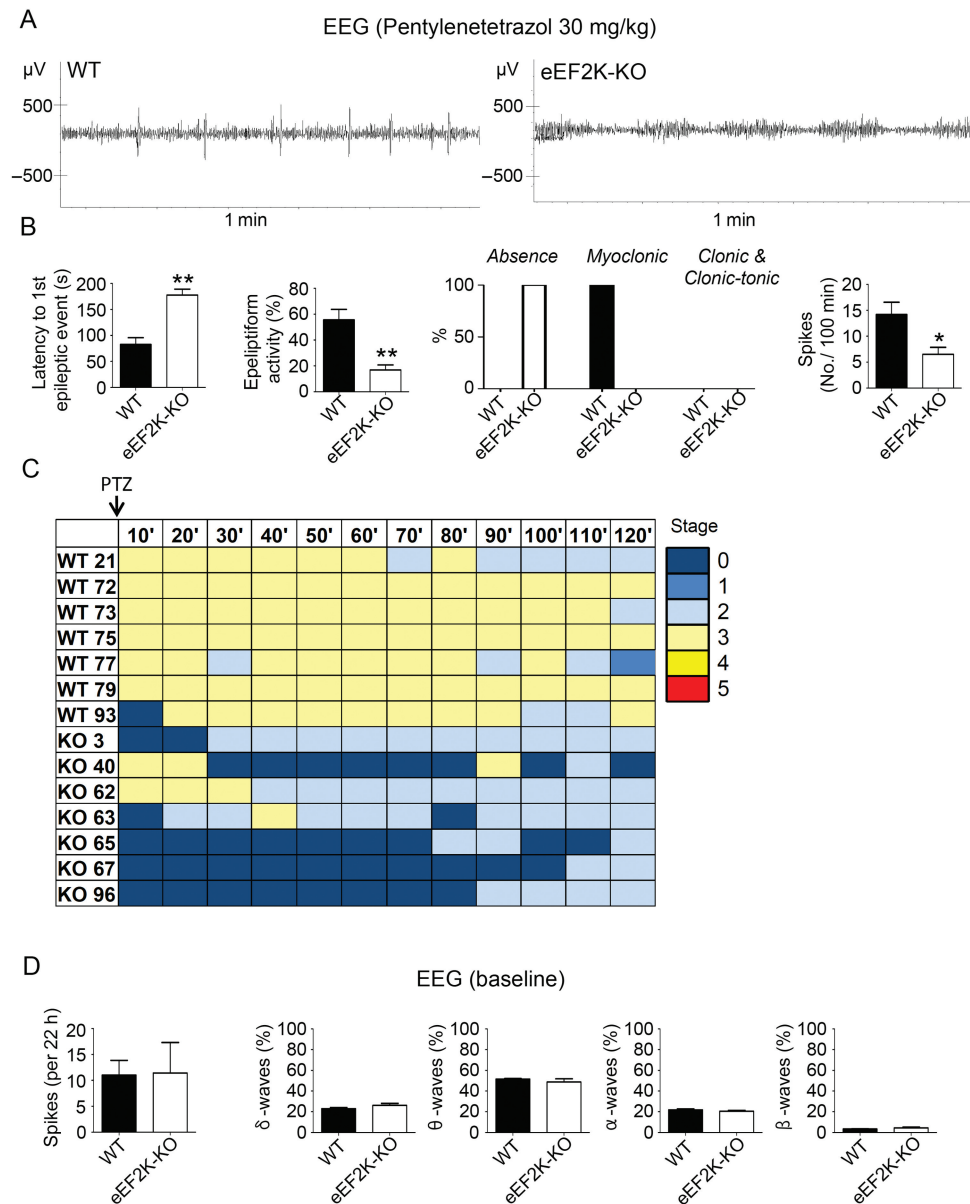 A
EEG (Pentylenetetrazol 30 mg/kg)
µV
WT
500
−500
1 min
µV
eEF2K-KO
500
−500
1 min
B
Latency to 1st
epileptic event (s)
200
150
100
50
0
**
WT
eEF2K-KO
Epeliptiform
activity (%)
80
60
40
20
0
**
WT
eEF2K-KO
Absence
Myoclonic
Clonic &
Clonic-tonic
%
100
50
0
WT
eEF2K-KO
WT
eEF2K-KO
WT
eEF2K-KO
Spikes
(No./ 100 min)
20
15
10
5
0
*
WT
eEF2K-KO
C
PTZ
10' 20' 30' 40' 50' 60' 70' 80' 90' 100' 110' 120'
WT 21
WT 72
WT 73
WT 75
WT 77
WT 79
WT 93
KO 3
KO 40
KO 62
KO 63
KO 65
KO 67
KO 96
Stage
0
1
2
3
4
5
D
EEG (baseline)
Spikes (per 22 h)
20
15
10
5
0
WT
eEF2K-KO
δ -waves (%)
100
80
60
40
20
0
WT
eEF2K-KO
θ -waves (%)
100
80
60
40
20
0
WT
eEF2K-KO
α -waves (%)
100
80
60
40
20
0
WT
eEF2K-KO
β -waves (%)
100
80
60
40
20
0
WT
eEF2K-KO